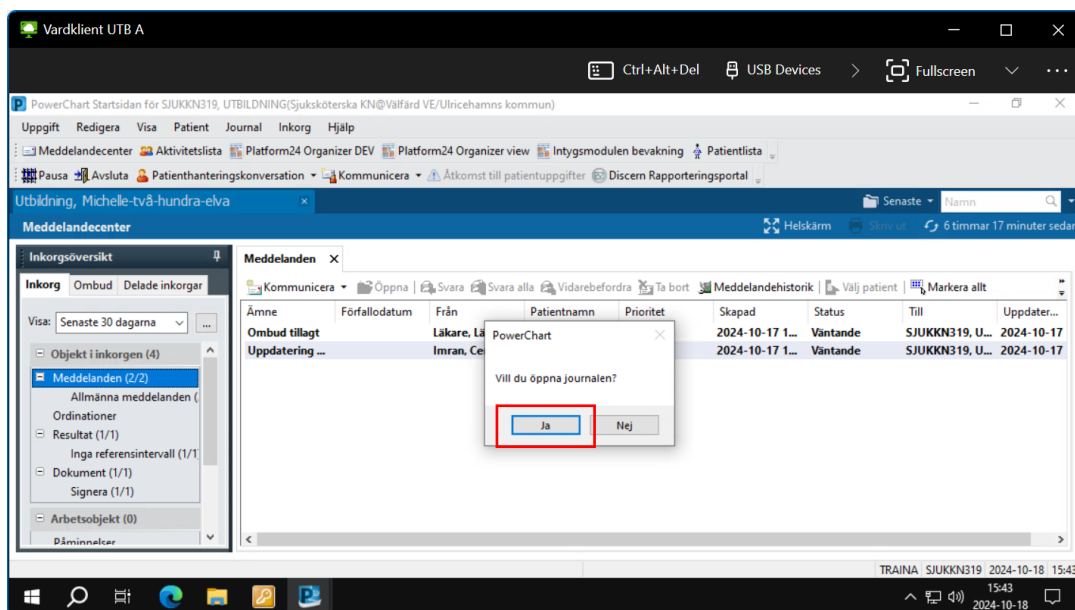 Vardklient UTB A
Ctrl+Alt+Del USB Devices Fullscreen
PowerChart Startsidan för SJUKKN319, UTBILDNING(Sjuksköterska KN@Välfärd VE/Ulricehamns kommun)
Uppgift Redigera Visa Patient Journal Inkorg Hjälp
Meddelandecenter Aktivitetslista Platform24 Organizer DEV Platform24 Organizer view Intygsmodulen bevakning Patientlista
Pausa Avsluta Patienthanteringskonversation Kommunicera Åtkomst till patientuppgifter Discern Rapporteringsportal
Utbildning, Michelle-två-hundra-elva Senaste Namn
Meddelandecenter Helskärm Skriv ut 6 timmar 17 minuter sedan
Inkorgsöversikt Meddelanden
Inkorg Ombud Delade inkorgar Kommunicera Öppna Svara Svara alla Vidarebefordra Ta bort Meddelandehistorik Välj patient Markera allt
Ämne Förfallodatum Från Patientnamn Prioritet Skapad Status Till Uppdater...
Visa: Senaste 30 dagarna ...
Ombud tillagt Läkare, Lä 2024-10-17 1... Väntande SJUKKN319, U... 2024-10-17
Uppdatering ... Imran, Ce 2024-10-17 1... Väntande SJUKKN319, U... 2024-10-17
PowerChart
Vill du öppna journalen?
Ja Nej
Objekt i inkorgen (4)
Meddelanden (2/2)
Allmänna meddelanden (
Ordinationer
Resultat (1/1)
Inga referensintervall (1/1
Dokument (1/1)
Signera (1/1)
Arbetsobjekt (0)
Påminnelser
TRAINA SJUKKN319 2024-10-18 15:43
15:43
2024-10-18